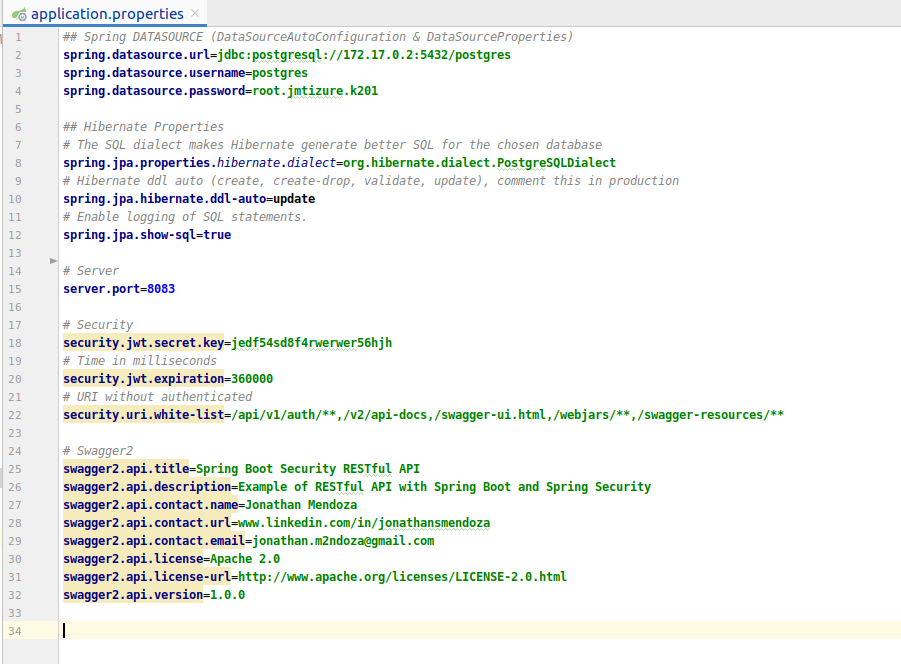 application.properties
1 ## Spring DATASOURCE (DataSourceAutoConfiguration & DataSourceProperties)
2 spring.datasource.url=jdbc:postgresql://172.17.0.2:5432/postgres
3 spring.datasource.username=postgres
4 spring.datasource.password=root.jmtizure.k201
5
6 ## Hibernate Properties
7 # The SQL dialect makes Hibernate generate better SQL for the chosen database
8 spring.jpa.properties.hibernate.dialect=org.hibernate.dialect.PostgreSQLDialect
9 # Hibernate ddl auto (create, create-drop, validate, update), comment this in production
10 spring.jpa.hibernate.ddl-auto=update
11 # Enable logging of SQL statements.
12 spring.jpa.show-sql=true
13
14 # Server
15 server.port=8083
16
17 # Security
18 security.jwt.secret.key=jedf54sd8f4rwerwer56hjh
19 # Time in milliseconds
20 security.jwt.expiration=360000
21 # URI without authenticated
22 security.uri.white-list=/api/v1/auth/**,/v2/api-docs,/swagger-ui.html,/webjars/**,/swagger-resources/**
23
24 # Swagger2
25 swagger2.api.title=Spring Boot Security RESTful API
26 swagger2.api.description=Example of RESTful API with Spring Boot and Spring Security
27 swagger2.api.contact.name=Jonathan Mendoza
28 swagger2.api.contact.url=www.linkedin.com/in/jonathansmendoza
29 swagger2.api.contact.email=jonathan.m2ndoza@gmail.com
30 swagger2.api.license=Apache 2.0
31 swagger2.api.license-url=http://www.apache.org/licenses/LICENSE-2.0.html
32 swagger2.api.version=1.0.0
33
34